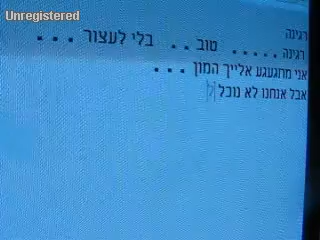 Unregistered
רגינה
רגינה ..... טוב .. בלי לעצור ...
אני מתגעגע אלייך המון ...
אבל אנחנו לא נוכל ל